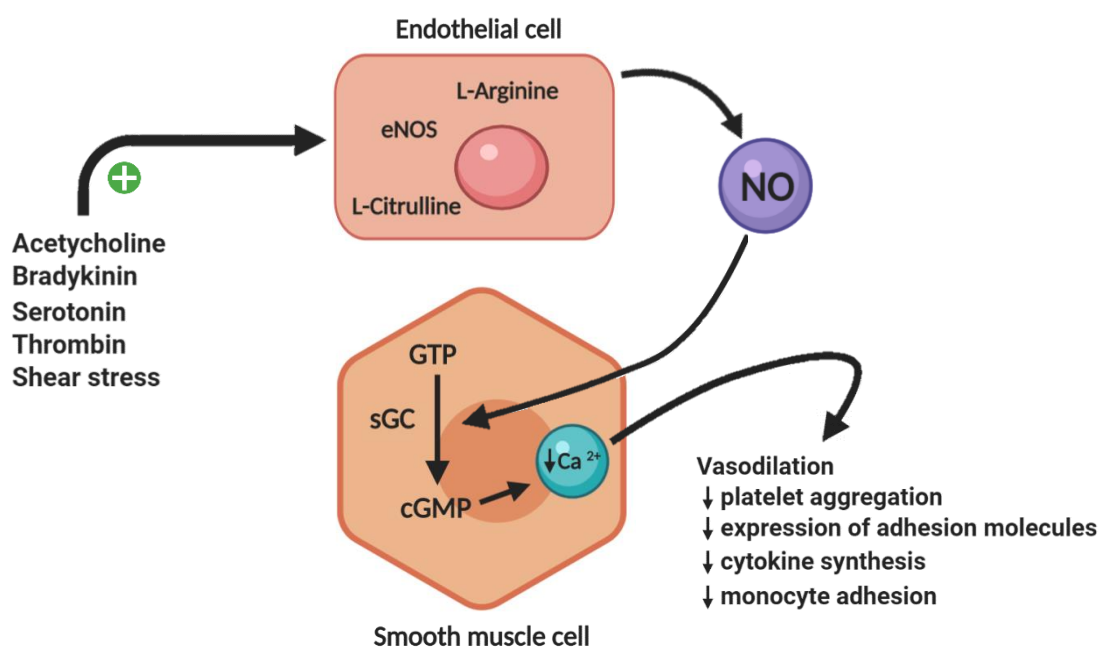 Endothelial cell
L-Arginine
eNOS
L-Citrulline
NO
+
Acetycholine
Bradykinin
Serotonin
Thrombin
Shear stress
GTP
sGC
cGMP
↓Ca 2+
Vasodilation
↓ platelet aggregation
↓ expression of adhesion molecules
↓ cytokine synthesis
↓ monocyte adhesion
Smooth muscle cell